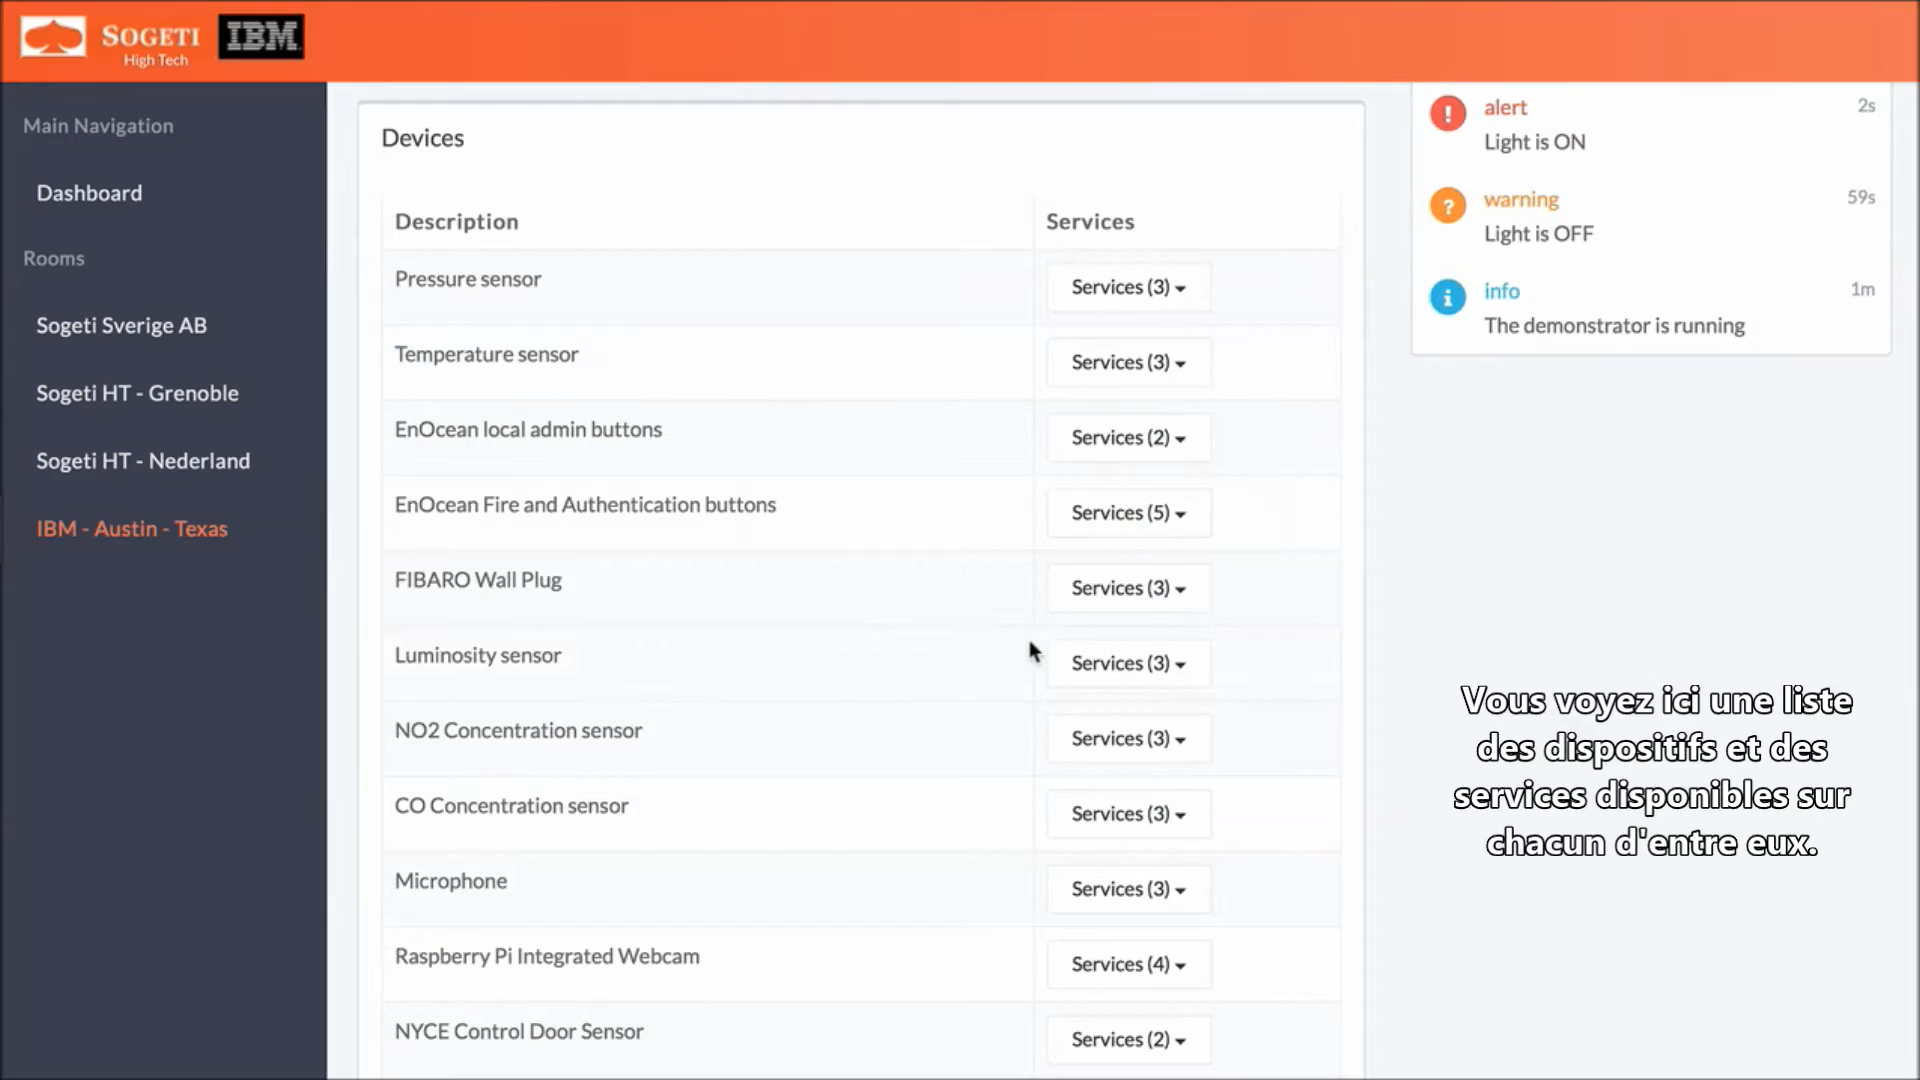 SOGETI
High Tech
IBM
Main Navigation
Dashboard
Rooms
Sogeti Sverige AB
Sogeti HT - Grenoble
Sogeti HT - Nederland
IBM - Austin - Texas
Devices
Description Services
Pressure sensor Services (3)
Temperature sensor Services (3)
EnOcean local admin buttons Services (2)
EnOcean Fire and Authentication buttons Services (5)
FIBARO Wall Plug Services (3)
Luminosity sensor Services (3)
NO2 Concentration sensor Services (3)
CO Concentration sensor Services (3)
Microphone Services (3)
Raspberry Pi Integrated Webcam Services (4)
NYCE Control Door Sensor Services (2)
alert 2s
Light is ON
warning 59s
Light is OFF
info 1m
The demonstrator is running
Vous voyez ici une liste
des dispositifs et des
services disponibles sur
chacun d'entre eux.